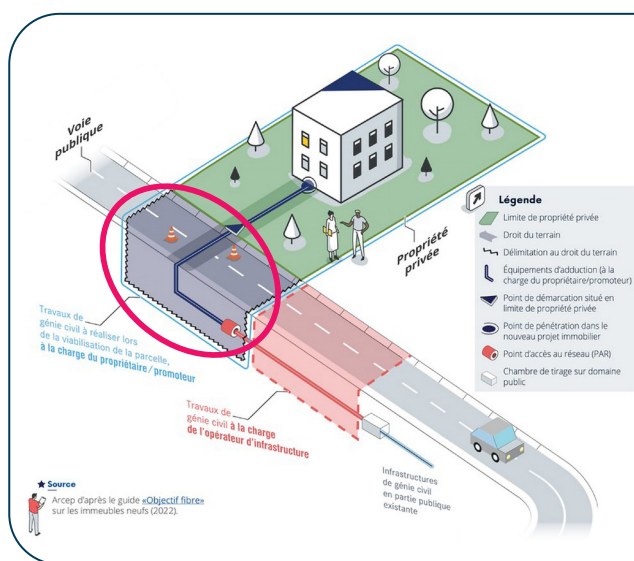 Voie
publique
Propriété
privée
Légende
Limite de propriété privée
Droit du terrain
Délimitation au droit du terrain
Équipements d'adduction (à la
charge du propriétaire/promoteur)
Point de démarcation situé en
limite de propriété privée
Point de pénétration dans le
nouveau projet immobilier
Point d'accès au réseau (PAR)
Chambre de tirage sur domaine
public
Travaux de
génie civil à réaliser lors
de la viabilisation de la parcelle,
à la charge du propriétaire/promoteur
Travaux de
génie civil à la charge
de l'opérateur d'infrastructure
Infrastructures
de génie civil
en partie publique
existante
Source
Arcep d'après le guide «Objectif fibre»
sur les immeubles neufs (2022).